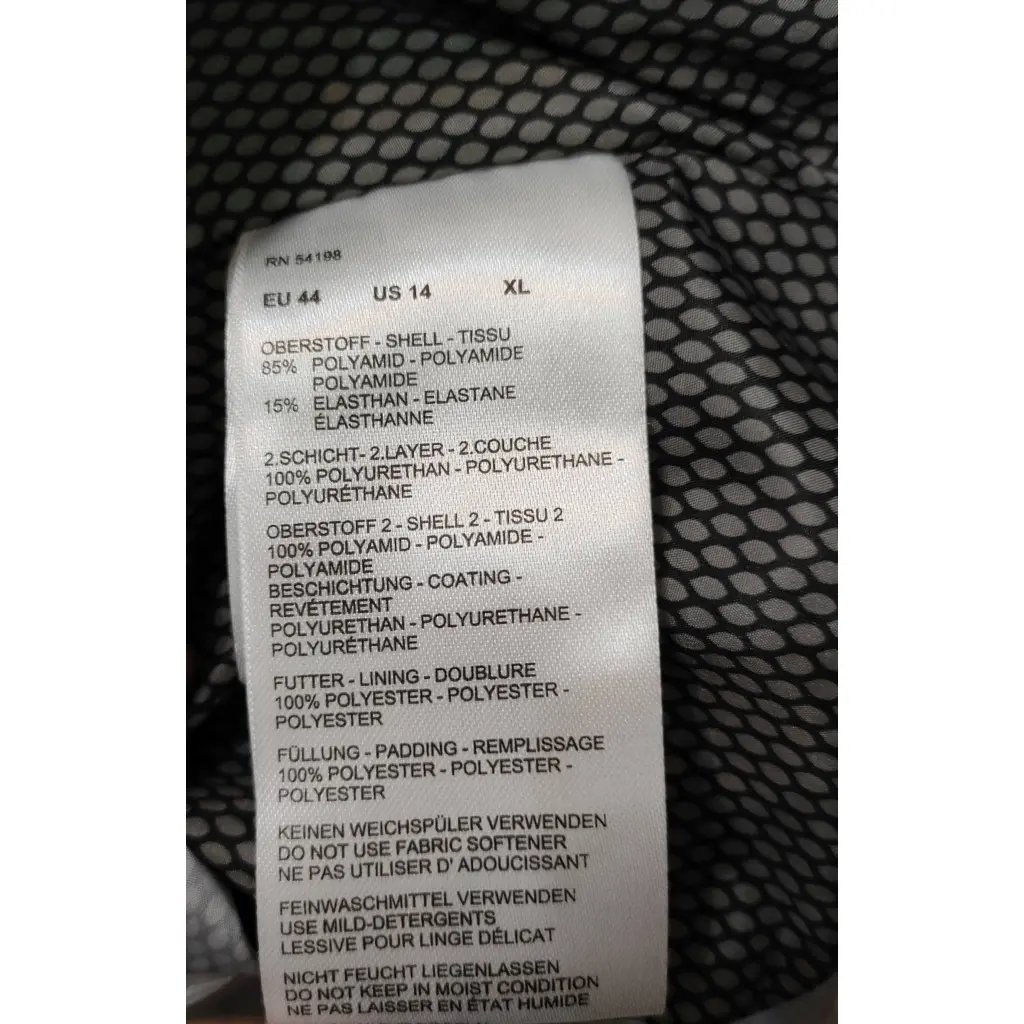 RN 54198
EU 44 US 14 XL
OBERSTOFF - SHELL - TISSU
85% POLYAMID - POLYAMIDE
POLYAMIDE
15% ELASTHAN - ELASTANE
ÉLASTHANNE
2.SCHICHT- 2.LAYER - 2.COUCHE
100% POLYURETHAN - POLYURETHANE -
POLYURÉTHANE
OBERSTOFF 2 - SHELL 2 - TISSU 2
100% POLYAMID - POLYAMIDE -
POLYAMIDE
BESCHICHTUNG - COATING -
REVÉTEMENT
POLYURETHAN - POLYURETHANE -
POLYURÉTHANE
FUTTER - LINING - DOUBLURE
100% POLYESTER - POLYESTER -
POLYESTER
FÜLLUNG - PADDING - REMPLISSAGE
100% POLYESTER - POLYESTER -
POLYESTER
KEINEN WEICHSPÜLER VERWENDEN
DO NOT USE FABRIC SOFTENER
NE PAS UTILISER D' ADOUCISSANT
FEINWASCHMITTEL VERWENDEN
USE MILD-DETERGENTS
LESSIVE POUR LINGE DÉLICAT
NICHT FEUCHT LIEGENLASSEN
DO NOT KEEP IN MOIST CONDITION
NE PAS LAISSER EN ÉTAT HUMIDE